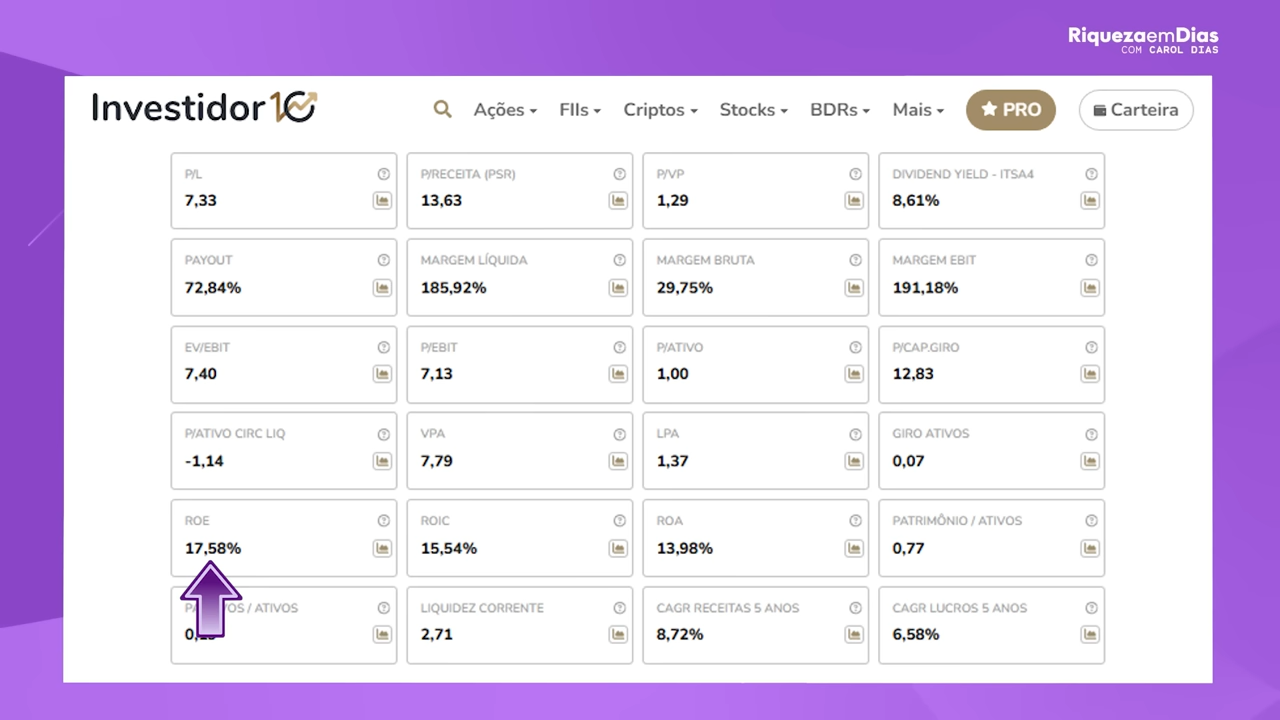 RiquezaemDias
COM CAROL DIAS
Investidor10
Ações
FIIs
Criptos
Stocks
BDRs
Mais
PRO
Carteira
P/L
7,33
P/RECEITA (PSR)
13,63
P/VP
1,29
DIVIDEND YIELD - ITSA4
8,61%
PAYOUT
72,84%
MARGEM LÍQUIDA
185,92%
MARGEM BRUTA
29,75%
MARGEM EBIT
191,18%
EV/EBIT
7,40
P/EBIT
7,13
P/ATIVO
1,00
P/CAP.GIRO
12,83
P/ATIVO CIRC LIQ
-1,14
VPA
7,79
LPA
1,37
GIRO ATIVOS
0,07
ROE
17,58%
ROIC
15,54%
ROA
13,98%
PATRIMÔNIO / ATIVOS
0,77
/ ATIVOS
LIQUIDEZ CORRENTE
2,71
CAGR RECEITAS 5 ANOS
8,72%
CAGR LUCROS 5 ANOS
6,58%